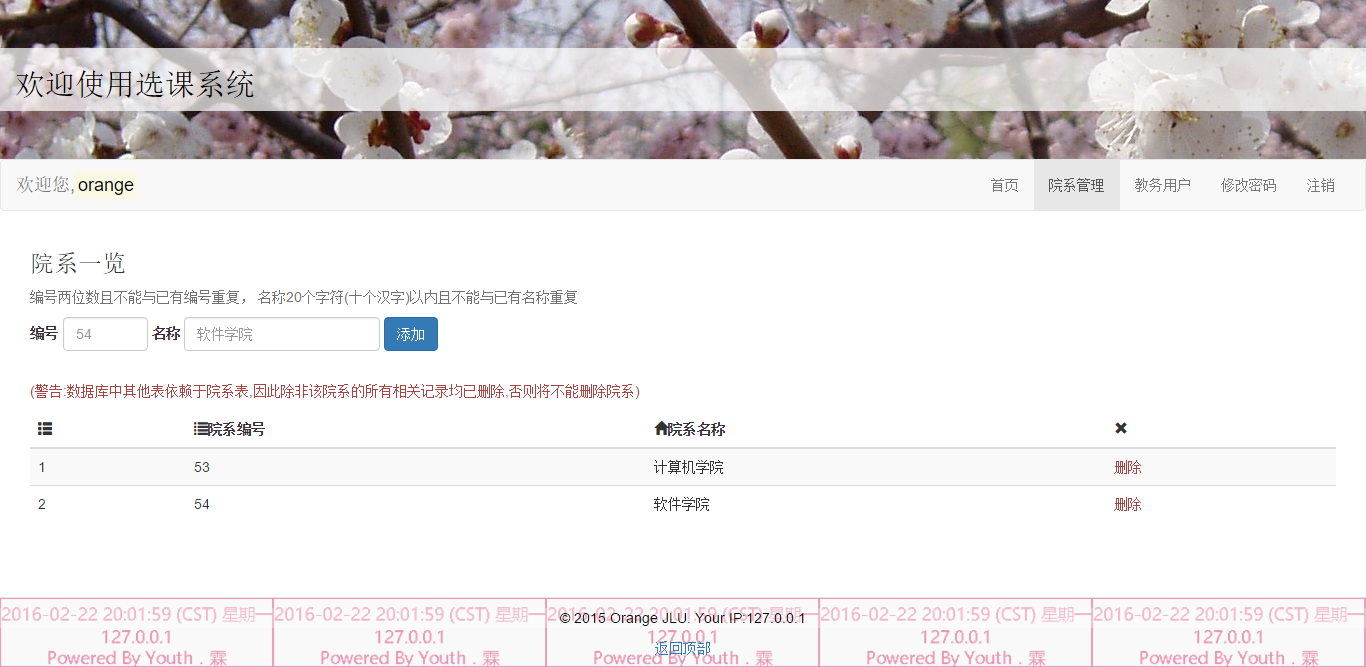 欢迎使用选课系统
欢迎您,orange 首页 院系管理 教务用户 修改密码 注销
院系一览
编号两位数且不能与已有编号重复， 名称20个字符(十个汉字)以内且不能与已有名称重复
编号 54 名称 软件学院 添加
(警告:数据库中其他表依赖于院系表,因此除非该院系的所有相关记录均已删除,否则将不能删除院系)
院系编号 院系名称
1 53 计算机学院 删除
2 54 软件学院 删除
2016-02-22 20:01:59 (CST) 星期一 2016-02-22 20:01:59 (CST) 星期一 2016-02-22 20:01:59 (CST) 星期一 2016-02-22 20:01:59 (CST) 星期一 2016-02-22 20:01:59 (CST) 星期一
© 2015 Orange JLU. Your IP:127.0.0.1
127.0.0.1 127.0.0.1 127.0.0.1 127.0.0.1 127.0.0.1
返回顶部
Powered By Youth . 霖 Powered By Youth . 霖 Powered By Youth . 霖 Powered By Youth . 霖 Powered By Youth . 霖